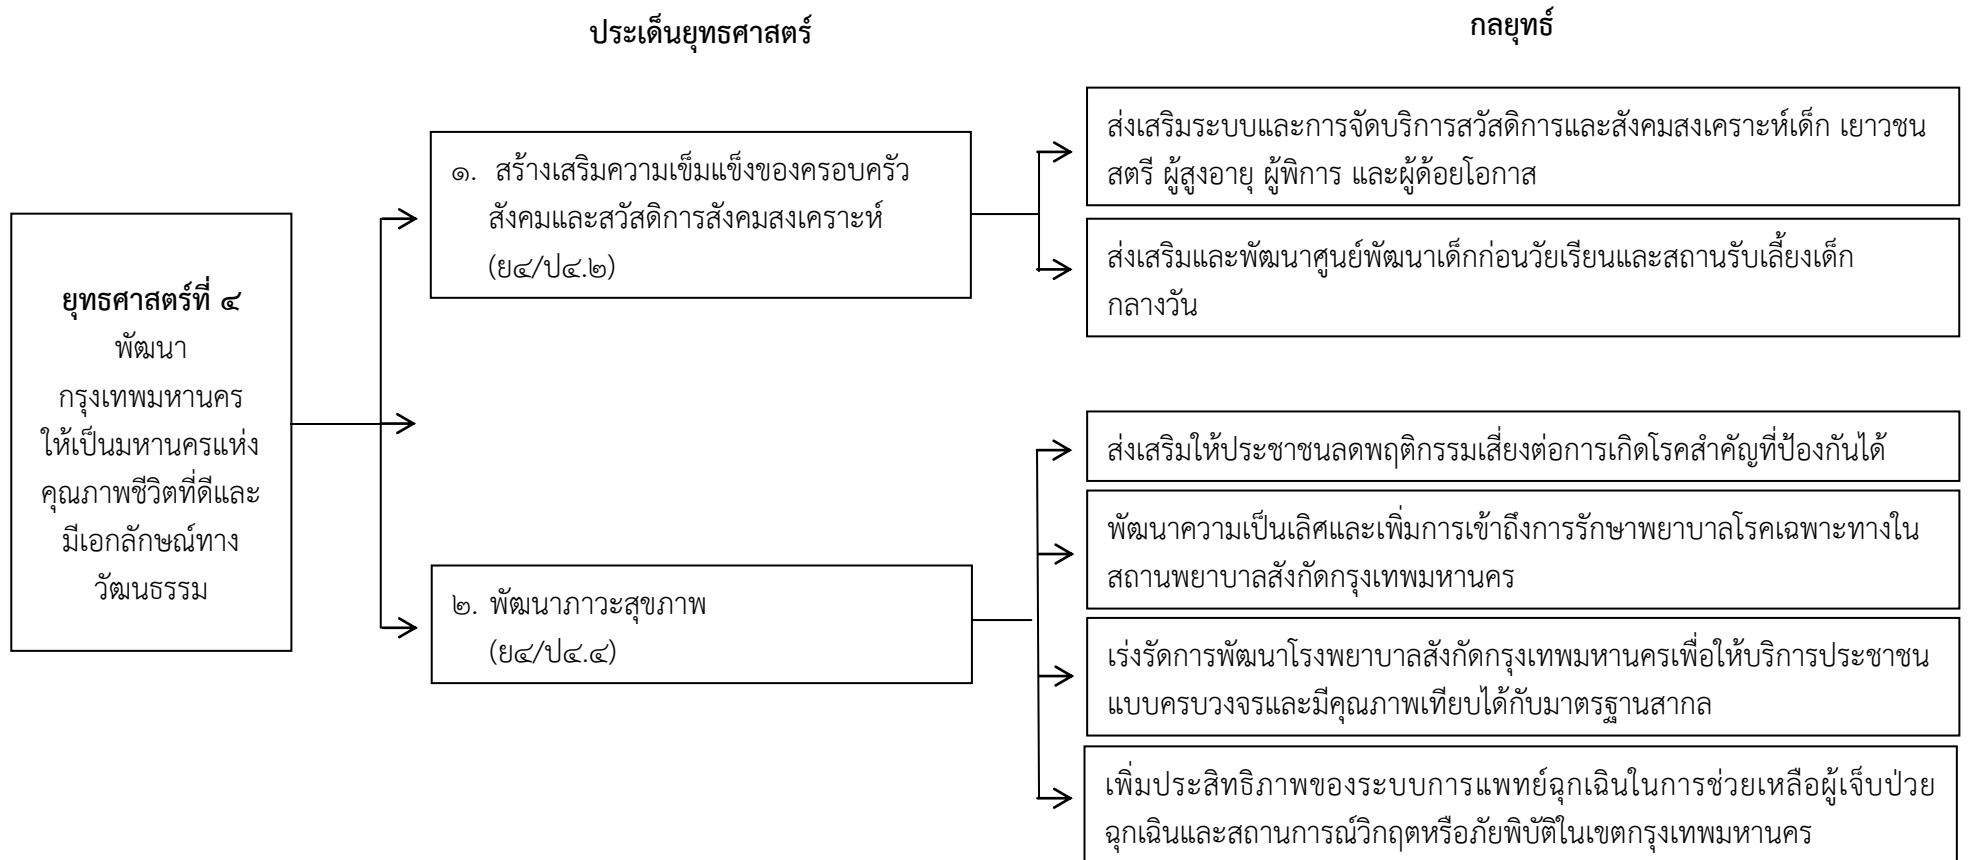 ประเด็นยุทธศาสตร์
กลยุทธ์
ยุทธศาสตร์ที่ ๔
พัฒนา
กรุงเทพมหานคร
ให้เป็นมหานครแห่ง
คุณภาพชีวิตที่ดีและ
มีเอกลักษณ์ทาง
วัฒนธรรม
๑. สร้างเสริมความเข็มแข็งของครอบครัว
สังคมและสวัสดิการสังคมสงเคราะห์
(ย๔/ป๔.๒)
ส่งเสริมระบบและการจัดบริการสวัสดิการและสังคมสงเคราะห์เด็ก เยาวชน
สตรี ผู้สูงอายุ ผู้พิการ และผู้ด้อยโอกาส
ส่งเสริมและพัฒนาศูนย์พัฒนาเด็กก่อนวัยเรียนและสถานรับเลี้ยงเด็ก
กลางวัน
๒. พัฒนาภาวะสุขภาพ
(ย๔/ป๔.๔)
ส่งเสริมให้ประชาชนลดพฤติกรรมเสี่ยงต่อการเกิดโรคสำคัญที่ป้องกันได้
พัฒนาความเป็นเลิศและเพิ่มการเข้าถึงการรักษาพยาบาลโรคเฉพาะทางใน
สถานพยาบาลสังกัดกรุงเทพมหานคร
เร่งรัดการพัฒนาโรงพยาบาลสังกัดกรุงเทพมหานครเพื่อให้บริการประชาชน
แบบครบวงจรและมีคุณภาพเทียบได้กับมาตรฐานสากล
เพิ่มประสิทธิภาพของระบบการแพทย์ฉุกเฉินในการช่วยเหลือผู้เจ็บป่วย
ฉุกเฉินและสถานการณ์วิกฤตหรือภัยพิบัติในเขตกรุงเทพมหานคร